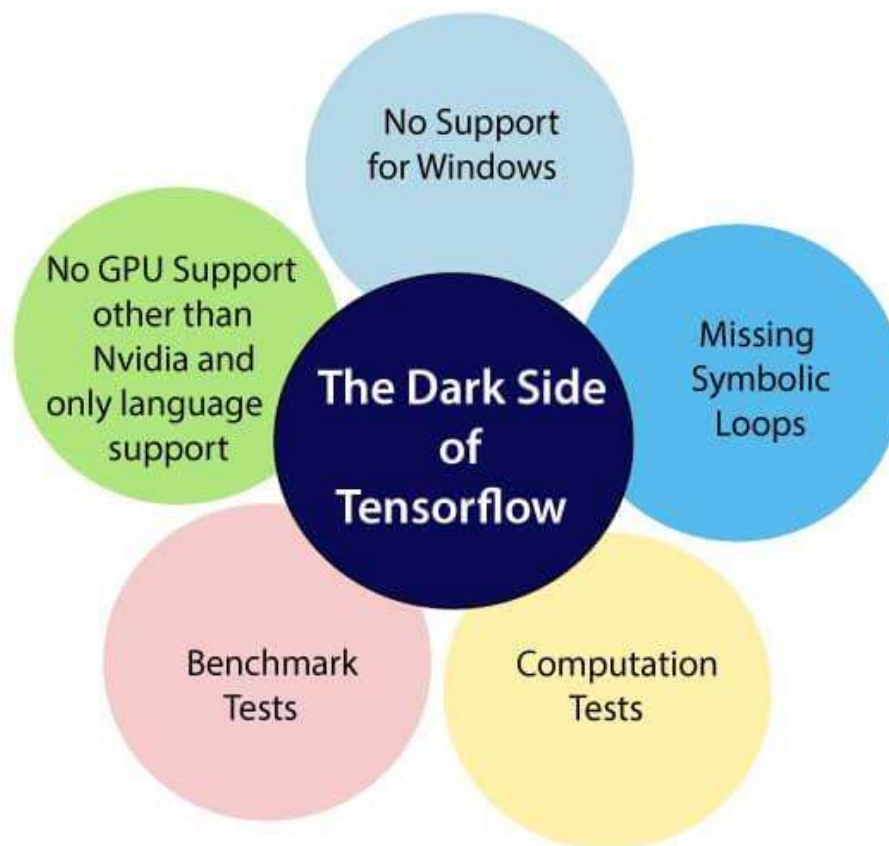 No Support
for Windows
No GPU Support
other than
Nvidia and
only language
support
The Dark Side
of
Tensorflow
Missing
Symbolic
Loops
Benchmark
Tests
Computation
Tests